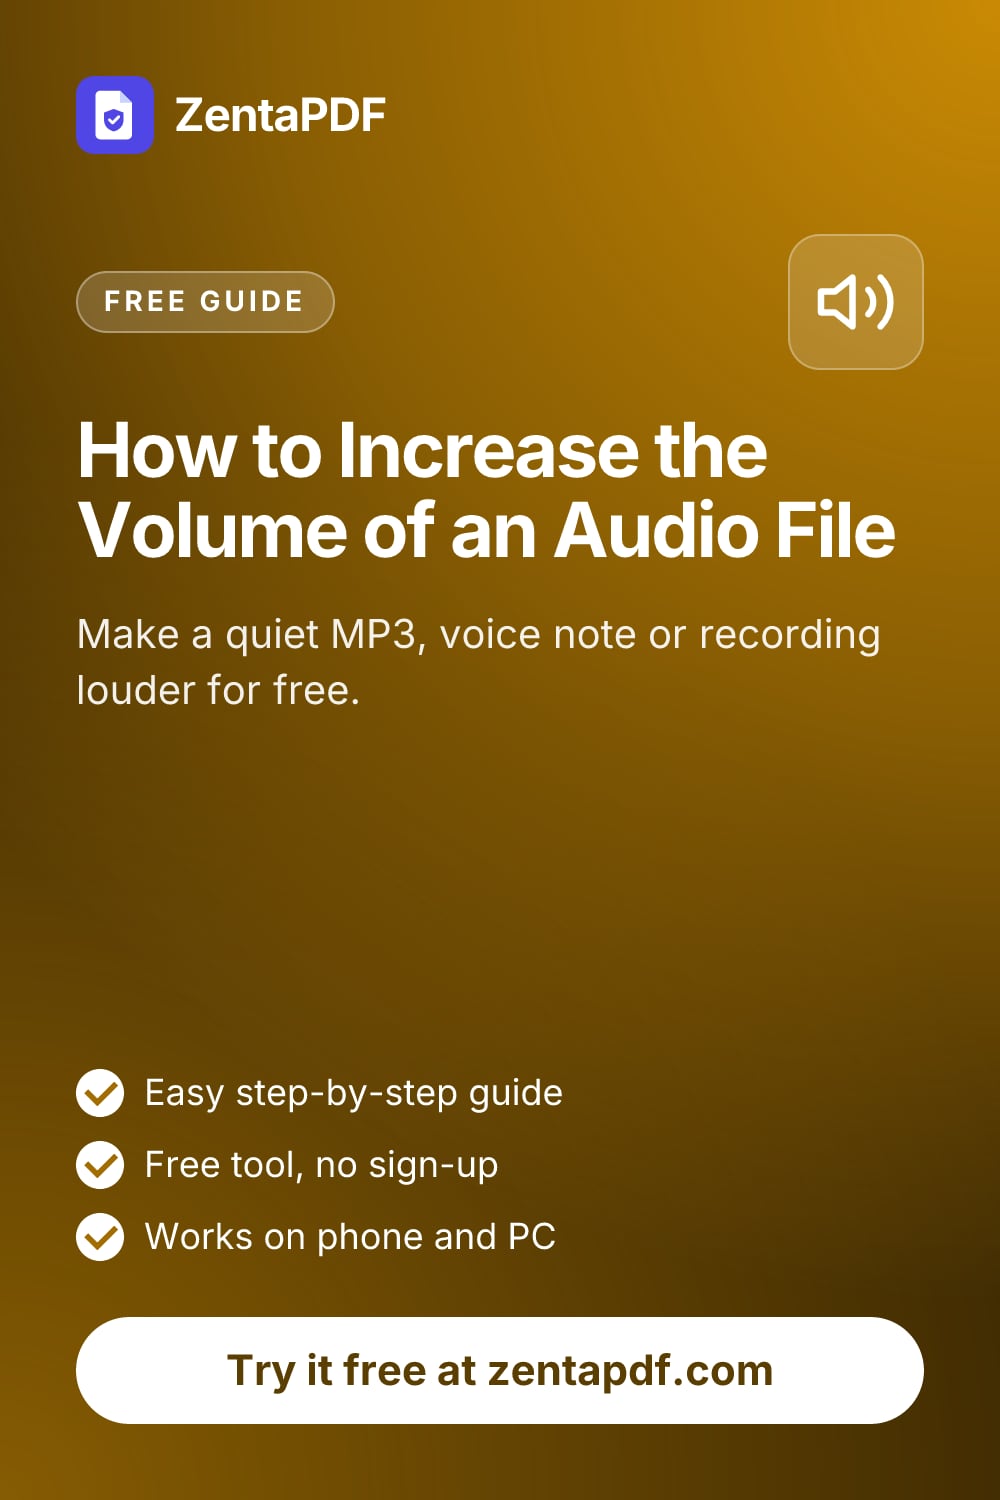 ZentaPDF
FREE GUIDE
How to Increase the
Volume of an Audio File
Make a quiet MP3, voice note or recording
louder for free.
Easy step-by-step guide
Free tool, no sign-up
Works on phone and PC
Try it free at zentapdf.com